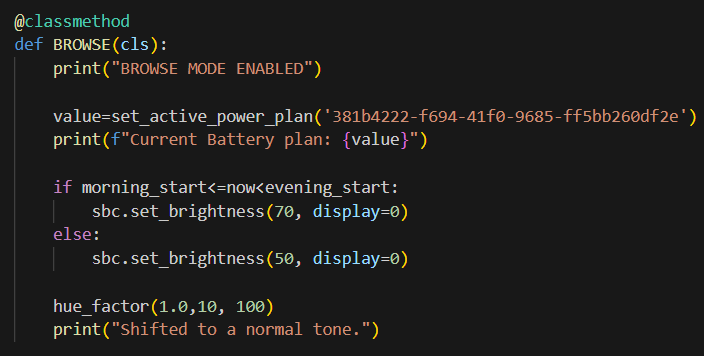 @classmethod
def BROWSE(cls):
    print("BROWSE MODE ENABLED")

    value=set_active_power_plan('381b4222-f694-41f0-9685-ff5bb260df2e')
    print(f"Current Battery plan: {value}")

    if morning_start<=now<evening_start:
        sbc.set_brightness(70, display=0)
    else:
        sbc.set_brightness(50, display=0)

    hue_factor(1.0,10, 100)
    print("Shifted to a normal tone.")